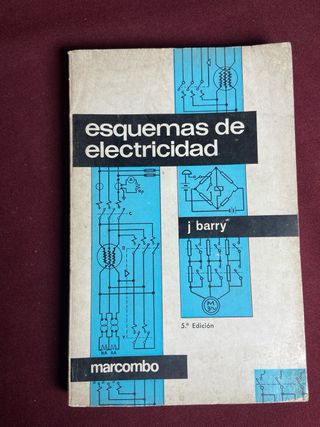 esquemas de
electricidad
j barry
5.ª Edición
marcombo